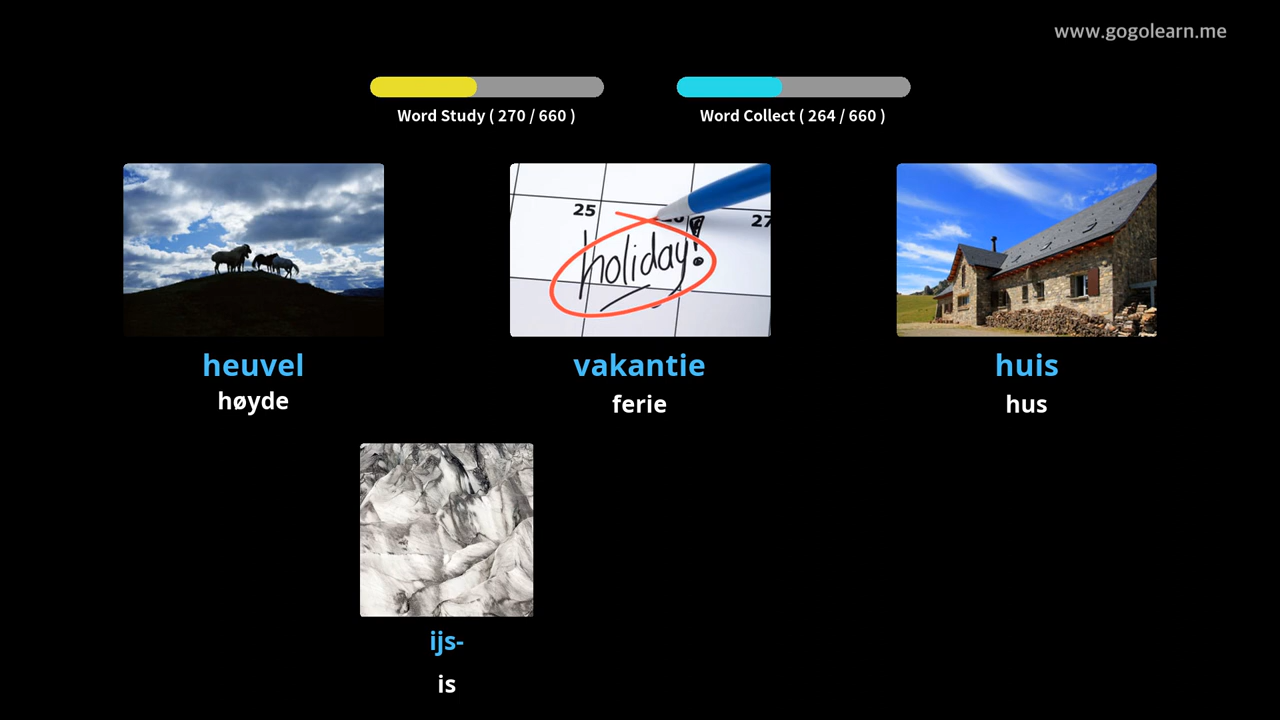 www.gogolearn.me
Word Study ( 270 / 660 )
Word Collect ( 264 / 660 )
25
27
holiday!
heuvel
vakantie
huis
høyde
ferie
hus
ijs-
is